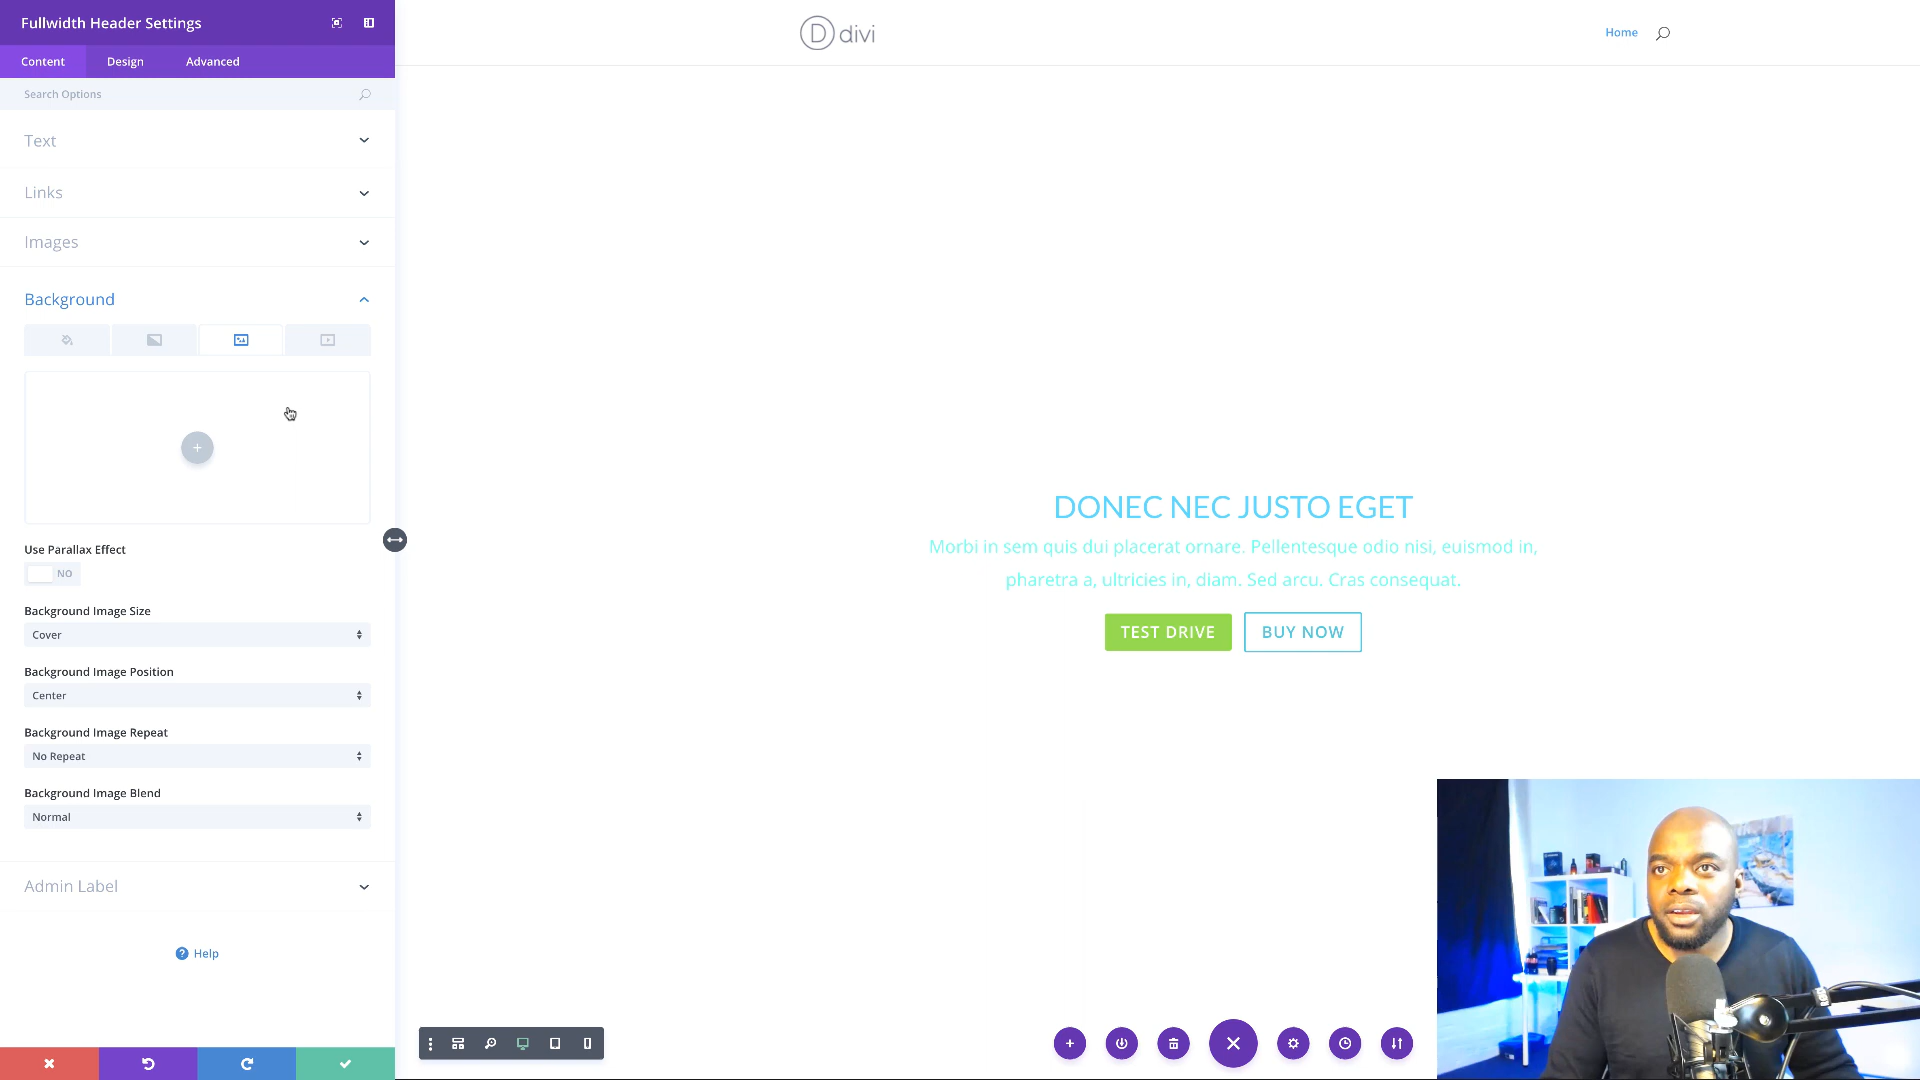 Fullwidth Header Settings
Content Design Advanced
Search Options
Text
Links
Images
Background
Use Parallax Effect
NO
Background Image Size
Cover
Background Image Position
Center
Background Image Repeat
No Repeat
Background Image Blend
Normal
Admin Label
Help
D divi
Home
DONEC NEC JUSTO EGET
Morbi in sem quis dui placerat ornare. Pellentesque odio nisi, euismod in,
pharetra a, ultricies in, diam. Sed arcu. Cras consequat.
TEST DRIVE BUY NOW